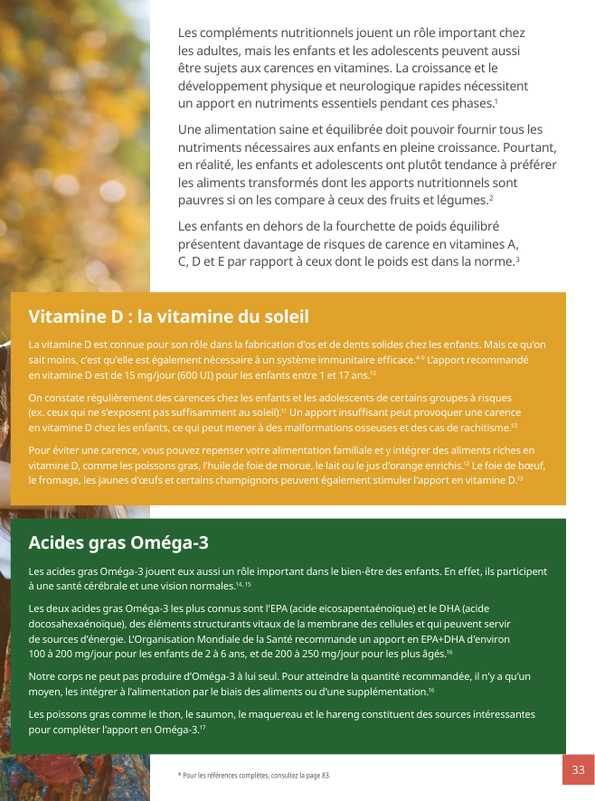 Les compléments nutritionnels jouent un rôle important chez
les adultes, mais les enfants et les adolescents peuvent aussi
être sujets aux carences en vitamines. La croissance et le
développement physique et neurologique rapides nécessitent
un apport en nutriments essentiels pendant ces phases.¹
Une alimentation saine et équilibrée doit pouvoir fournir tous les
nutriments nécessaires aux enfants en pleine croissance. Pourtant,
en réalité, les enfants et adolescents ont plutôt tendance à préférer
les aliments transformés dont les apports nutritionnels sont
pauvres si on les compare à ceux des fruits et légumes.²
Les enfants en dehors de la fourchette de poids équilibré
présentent davantage de risques de carence en vitamines A,
C, D et E par rapport à ceux dont le poids est dans la norme.³
Vitamine D : la vitamine du soleil
La vitamine D est connue pour son rôle dans la fabrication d'os et de dents solides chez les enfants. Mais ce qu'on
sait moins, c'est qu'elle est également nécessaire à un système immunitaire efficace.⁴⁻⁹ L'apport recommandé
en vitamine D est de 15 mg/jour (600 UI) pour les enfants entre 1 et 17 ans.¹⁰
On constate régulièrement des carences chez les enfants et les adolescents de certains groupes à risques
(ex. ceux qui ne s'exposent pas suffisamment au soleil).¹¹ Un apport insuffisant peut provoquer une carence
en vitamine D chez les enfants, ce qui peut mener à des malformations osseuses et des cas de rachitisme.¹²
Pour éviter une carence, vous pouvez repenser votre alimentation familiale et y intégrer des aliments riches en
vitamine D, comme les poissons gras, l'huile de foie de morue, le lait ou le jus d'orange enrichis.¹² Le foie de bœuf,
le fromage, les jaunes d'œufs et certains champignons peuvent également stimuler l'apport en vitamine D.¹³
Acides gras Oméga-3
Les acides gras Oméga-3 jouent eux aussi un rôle important dans le bien-être des enfants. En effet, ils participent
à une santé cérébrale et une vision normales.¹⁴, ¹⁵
Les deux acides gras Oméga-3 les plus connus sont l'EPA (acide eicosapentaénoïque) et le DHA (acide
docosahexaénoïque), des éléments structurants vitaux de la membrane des cellules et qui peuvent servir
de sources d'énergie. L'Organisation Mondiale de la Santé recommande un apport en EPA+DHA d'environ
100 à 200 mg/jour pour les enfants de 2 à 6 ans, et de 200 à 250 mg/jour pour les plus âgés.¹⁶
Notre corps ne peut pas produire d'Oméga-3 à lui seul. Pour atteindre la quantité recommandée, il n'y a qu'un
moyen, les intégrer à l'alimentation par le biais des aliments ou d'une supplémentation.¹⁶
Les poissons gras comme le thon, le saumon, le maquereau et le hareng constituent des sources intéressantes
pour compléter l'apport en Oméga-3.¹⁷
* Pour les références complètes, consultez la page 83
33